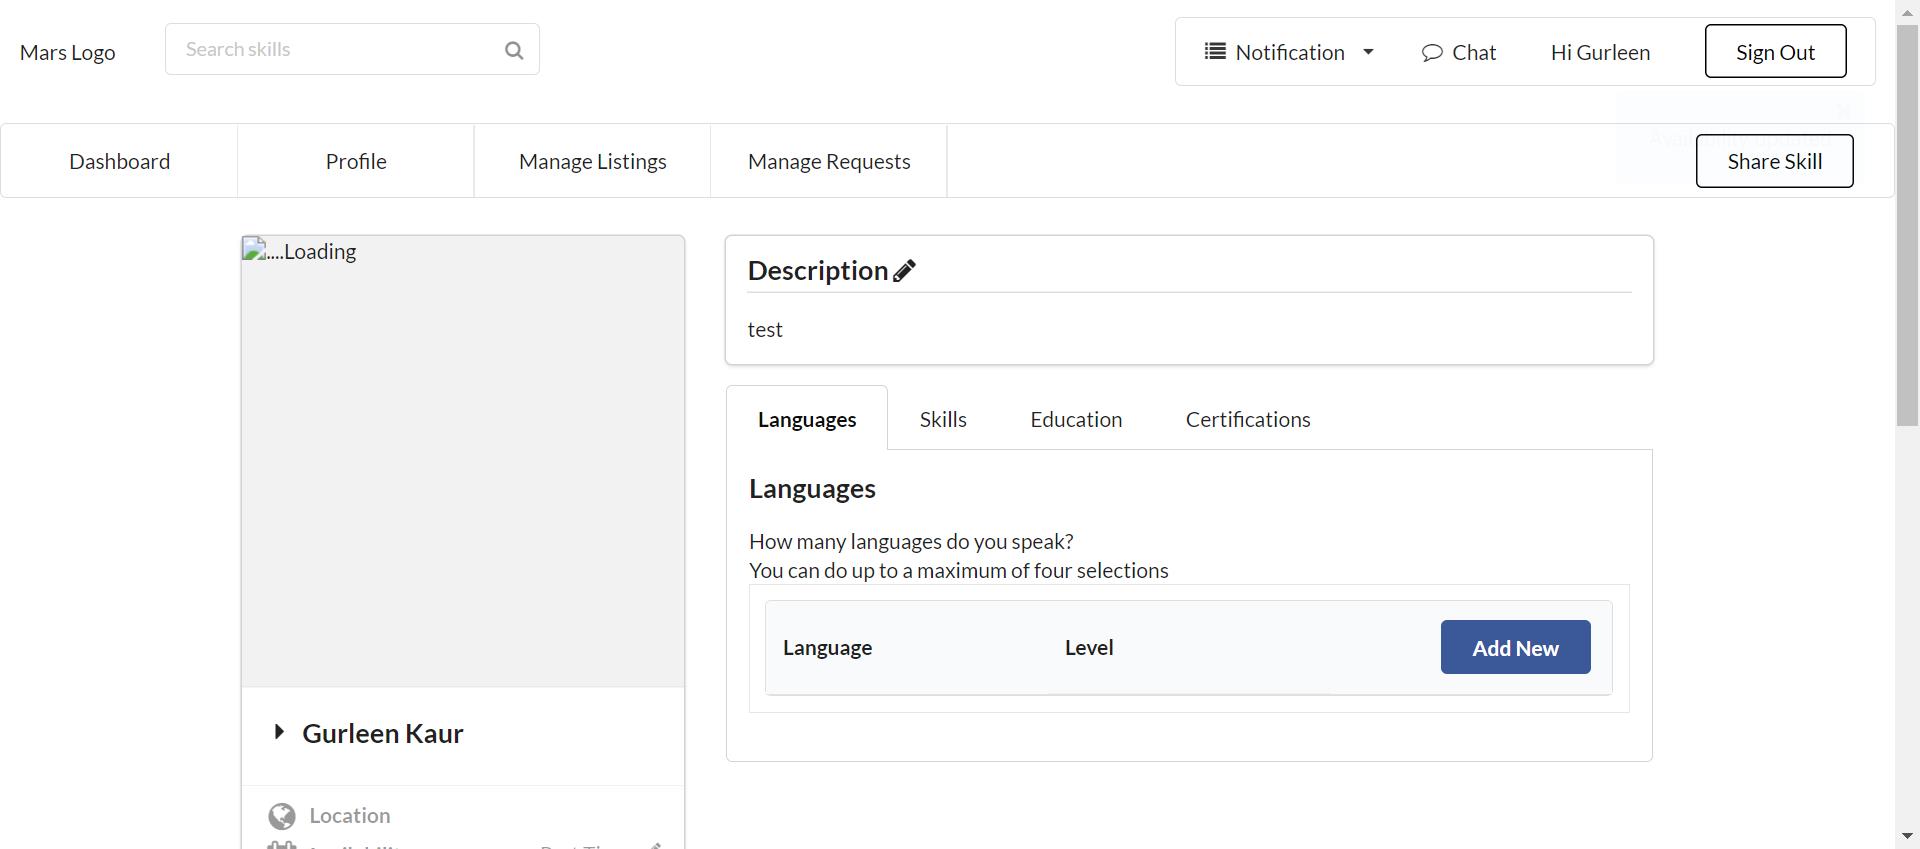 Mars Logo
Search skills
Notification
Chat
Hi Gurleen
Sign Out
Dashboard
Profile
Manage Listings
Manage Requests
Share Skill
....Loading
Description
test
Languages
Skills
Education
Certifications
Languages
How many languages do you speak?
You can do up to a maximum of four selections
Language
Level
Add New
Gurleen Kaur
Location